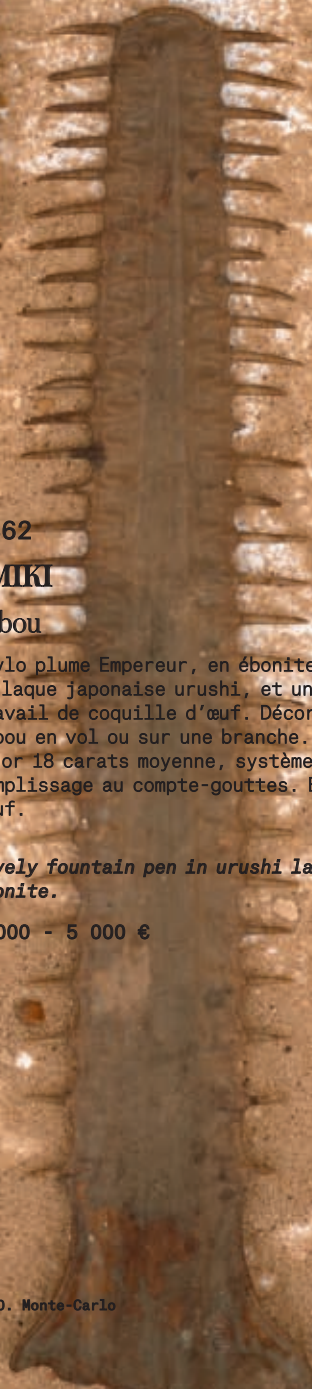 62
MIKI
bou
ylo plume Empereur, en ébonite
laque japonaise urushi, et un
avail de coquille d'œuf. Décor
bou en vol ou sur une branche.
or 18 carats moyenne, système
mplissage au compte-gouttes. É
uf.
vely fountain pen in urushi la
onite.
000 - 5 000 €
O. Monte-Carlo